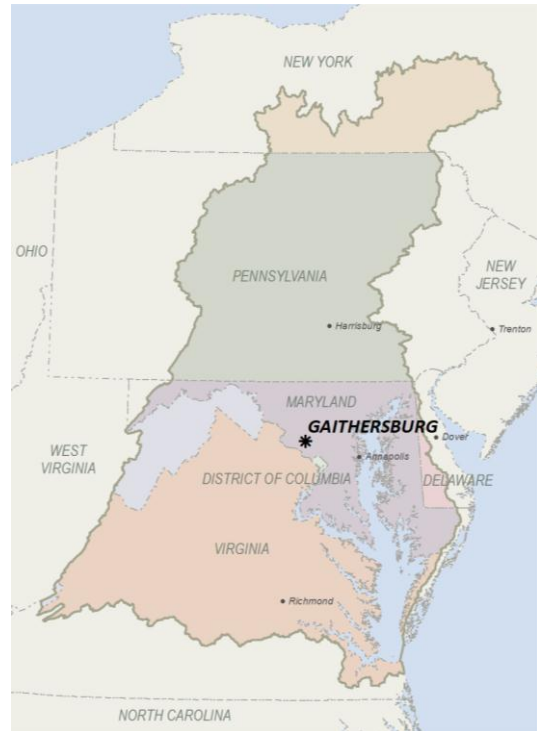 NEW YORK
OHIO
PENNSYLVANIA
NEW
JERSEY
Harrisburg
Trenton
MARYLAND
GAITHERSBURG
WEST
VIRGINIA
Dover
Annapolis
DISTRICT OF COLUMBIA
DELAWARE
VIRGINIA
Richmond
NORTH CAROLINA